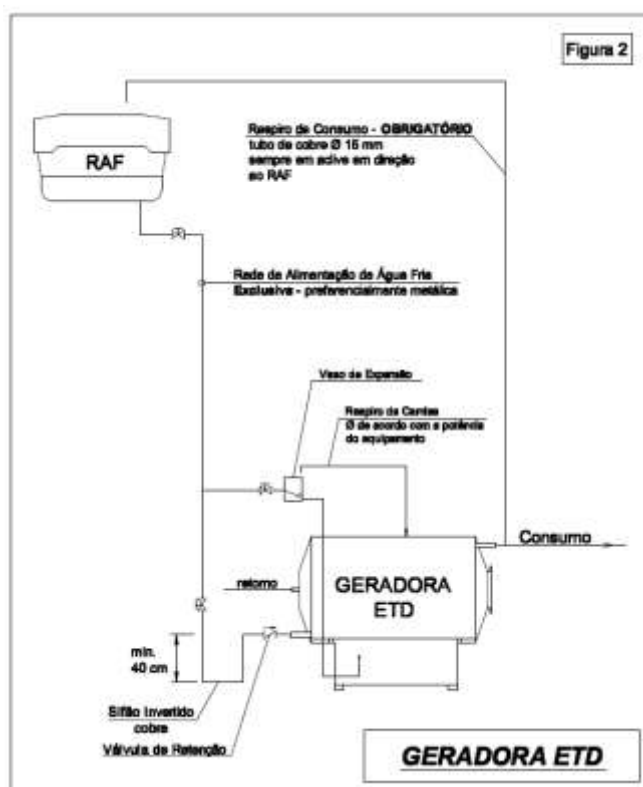 Figura 2
RAF
Respiro de Consumo - OBRIGATÓRIO
tubo de cobre Ø 15 mm
sempre em aclive em direção
ao RAF
Rede de Alimentação de Água Fria
Exclusiva - preferencialmente metálica
Vaso de Expansão
Respiro da Camisa
Ø de acordo com a potência
do equipamento
Consumo
retorno
GERADORA
ETD
min.
40 cm
Sifão Invertido
cobre
Válvula de Retenção
GERADORA ETD